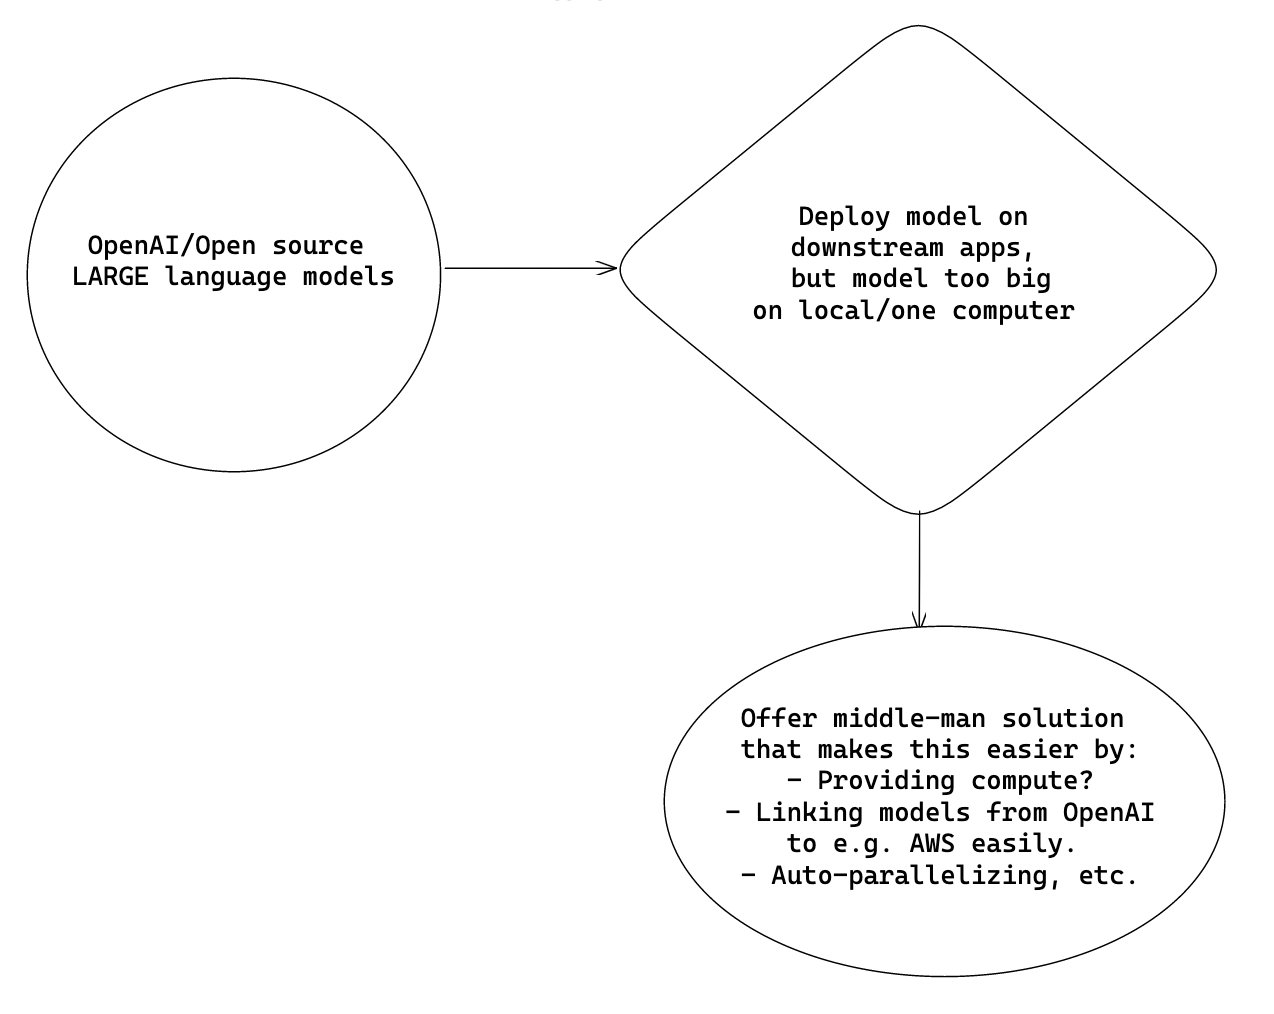 OpenAI/Open source
LARGE language models
Deploy model on
downstream apps,
but model too big
on local/one computer
Offer middle-man solution
that makes this easier by:
- Providing compute?
- Linking models from OpenAI
to e.g. AWS easily.
- Auto-parallelizing, etc.